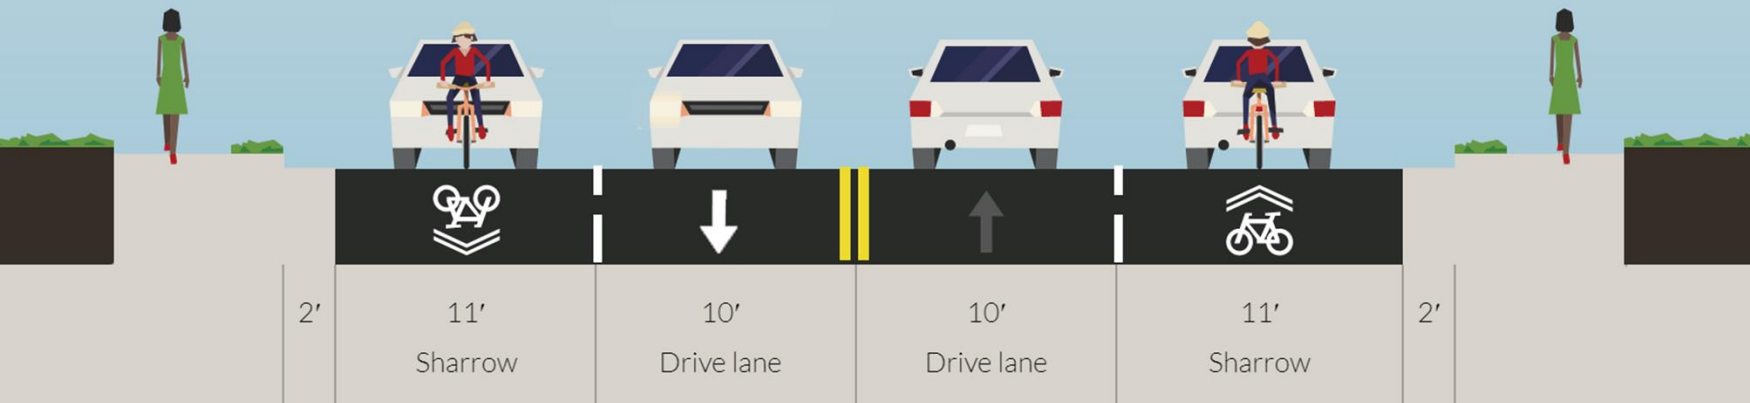 2′ 11′ 10′ 10′ 11′ 2′
Sharrow Drive lane Drive lane Sharrow